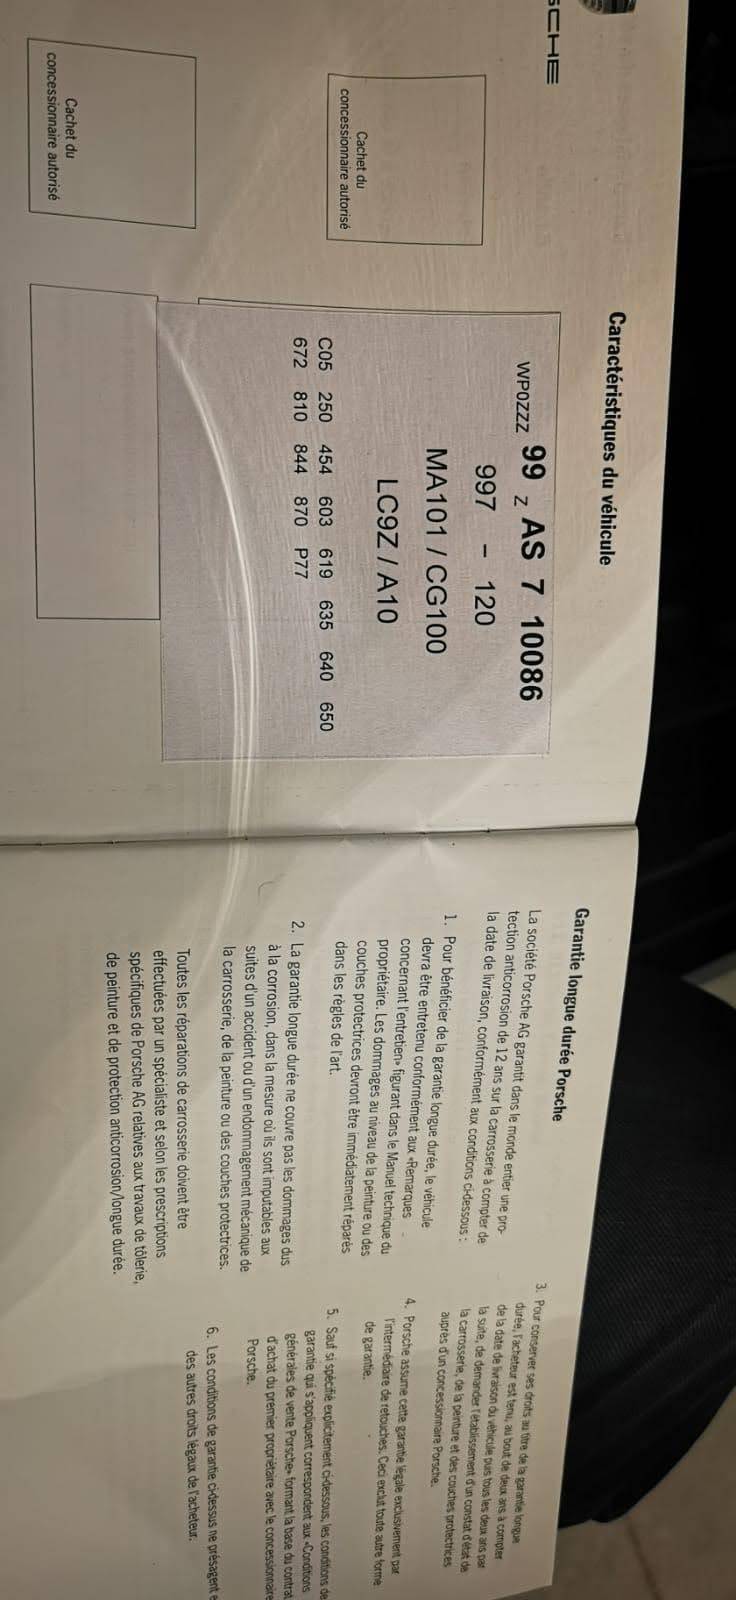 SCHE
Caractéristiques du véhicule
WP0ZZZ 99 Z AS 7 10086
997 – 120
MA101 / CG100
LC9Z / A10
C05 250 454 603 619 635 640 650
672 810 844 870 P77
Cachet du
concessionnaire autorisé
Cachet du
concessionnaire autorisé
Garantie longue durée Porsche
La société Porsche AG garantit dans le monde entier une pro-
tection anticorrosion de 12 ans sur la carrosserie à compter de
la date de livraison, conformément aux conditions ci-dessous :
1. Pour bénéficier de la garantie longue durée, le véhicule
devra être entretenu conformément aux «Remarques
concernant l'entretien» figurant dans le Manuel technique du
propriétaire. Les dommages au niveau de la peinture ou des
couches protectrices devront être immédiatement réparés
dans les règles de l'art.
2. La garantie longue durée ne couvre pas les dommages dus
à la corrosion, dans la mesure où ils sont imputables aux
suites d'un accident ou d'un endommagement mécanique de
la carrosserie, de la peinture ou des couches protectrices.
Toutes les réparations de carrosserie doivent être
effectuées par un spécialiste et selon les prescriptions
spécifiques de Porsche AG relatives aux travaux de tôlerie,
de peinture et de protection anticorrosion/longue durée.
3. Pour conserver ses droits au titre de la garantie longue
durée, l'acheteur est tenu, au bout de deux ans à compter
de la date de livraison du véhicule puis tous les deux ans par
la suite, de demander l'établissement d'un constat d'état de
la carrosserie, de la peinture et des couches protectrices
auprès d'un concessionnaire Porsche.
4. Porsche assume cette garantie légale exclusivement par
l'intermédiaire de retouches. Ceci exclut toute autre forme
de garantie.
5. Sauf si spécifié explicitement ci-dessous, les conditions de
garantie qui s'appliquent correspondent aux «Conditions
générales de vente Porsche» formant la base du contrat
d'achat du premier propriétaire avec le concessionnaire
Porsche.
6. Les conditions de garantie ci-dessus ne présagent
des autres droits légaux de l'acheteur.